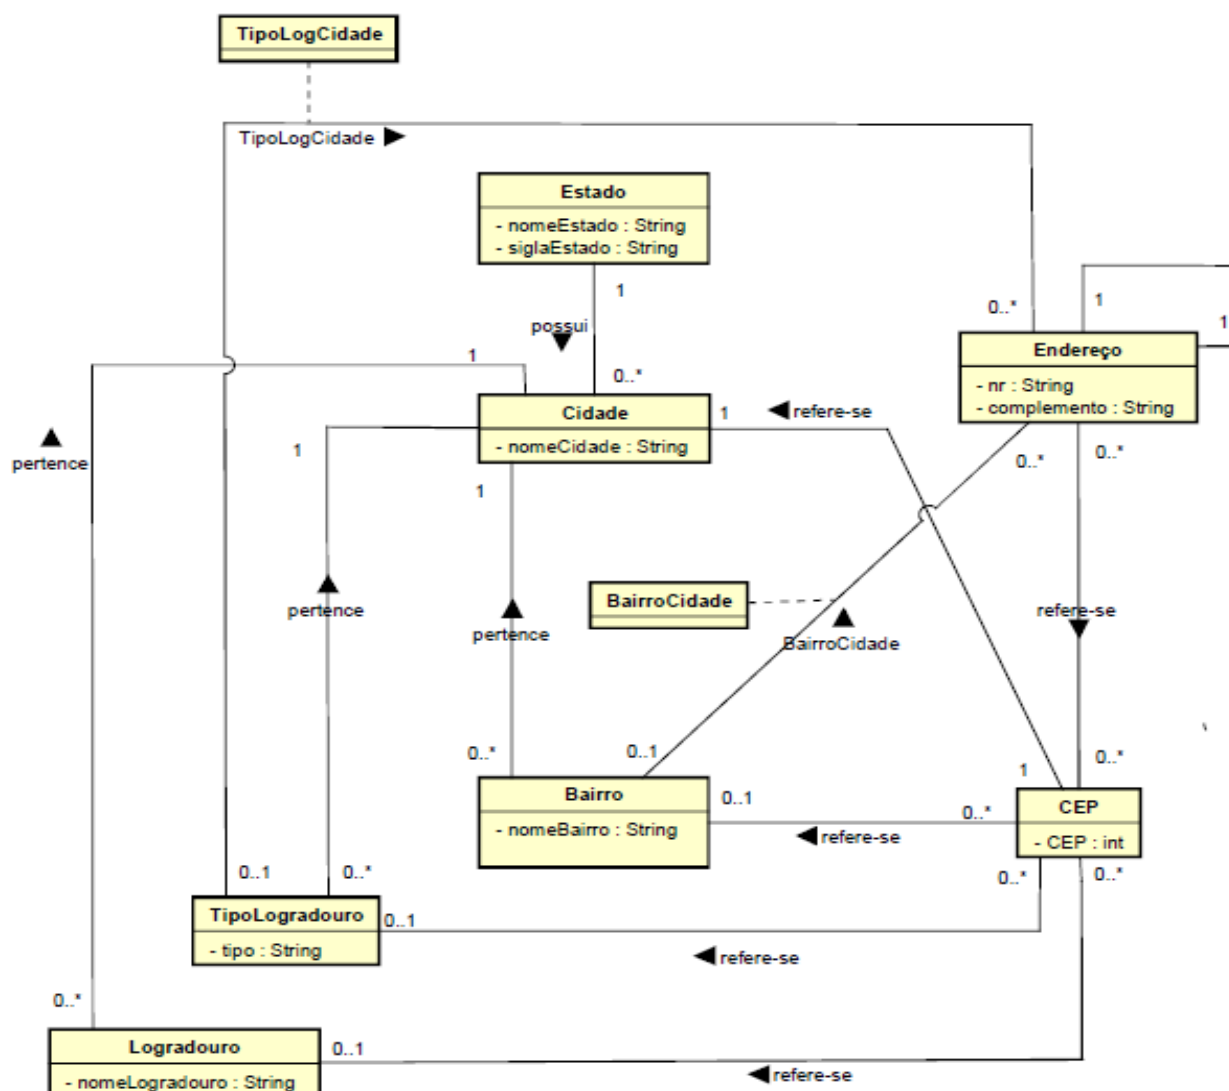 TipoLogCidade
TipoLogCidade
Estado
- nomeEstado : String
- siglaEstado : String
1
possui
0..*
1
0..*
1
1
Endereço
- nr : String
- complemento : String
1
pertence
1
Cidade
- nomeCidade : String
1
refere-se
0..*
0..*
1
pertence
pertence
BairroCidade
BairroCidade
refere-se
0..*
0..1
Bairro
- nomeBairro : String
0..1
refere-se
0..*
1
0..*
CEP
- CEP : int
0..1
0..*
TipoLogradouro
- tipo : String
0..1
refere-se
0..*
0..*
0..*
Logradouro
- nomeLogradouro : String
0..1
refere-se